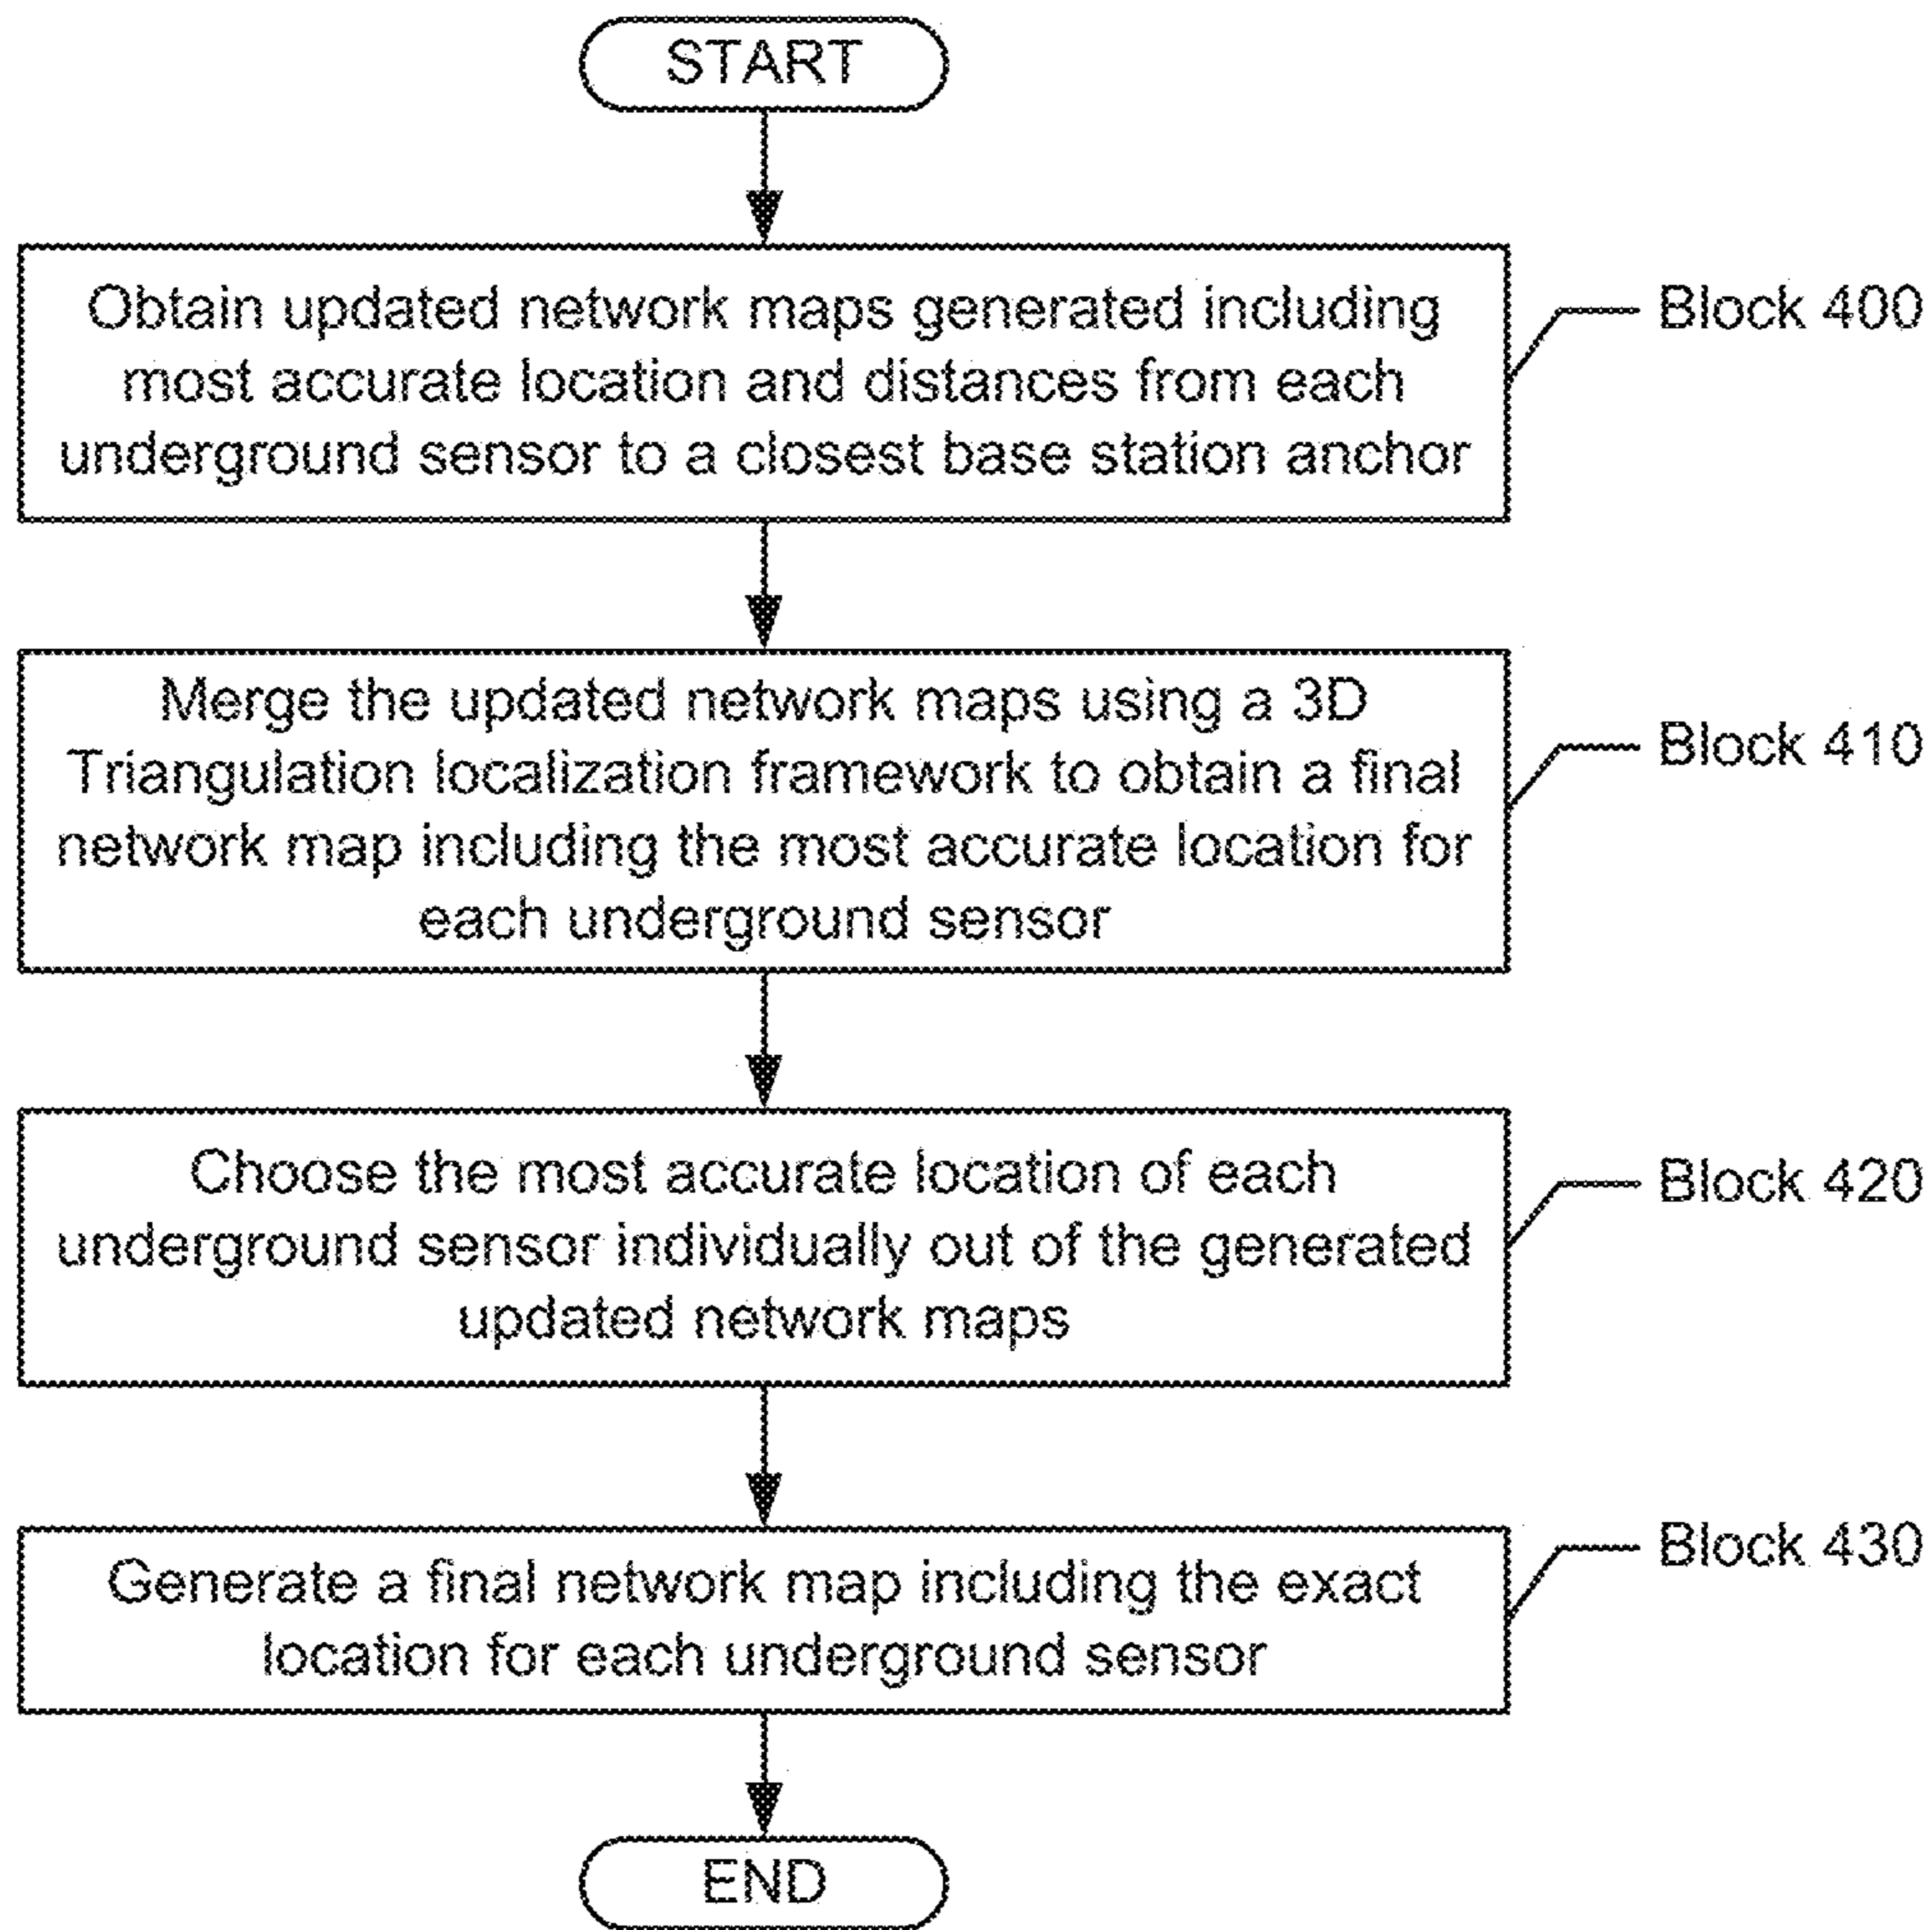 START
Obtain updated network maps generated including
most accurate location and distances from each
underground sensor to a closest base station anchor
Block 400
Merge the updated network maps using a 3D
Triangulation localization framework to obtain a final
network map including the most accurate location for
each underground sensor
Block 410
Choose the most accurate location of each
underground sensor individually out of the generated
updated network maps
Block 420
Generate a final network map including the exact
location for each underground sensor
Block 430
END